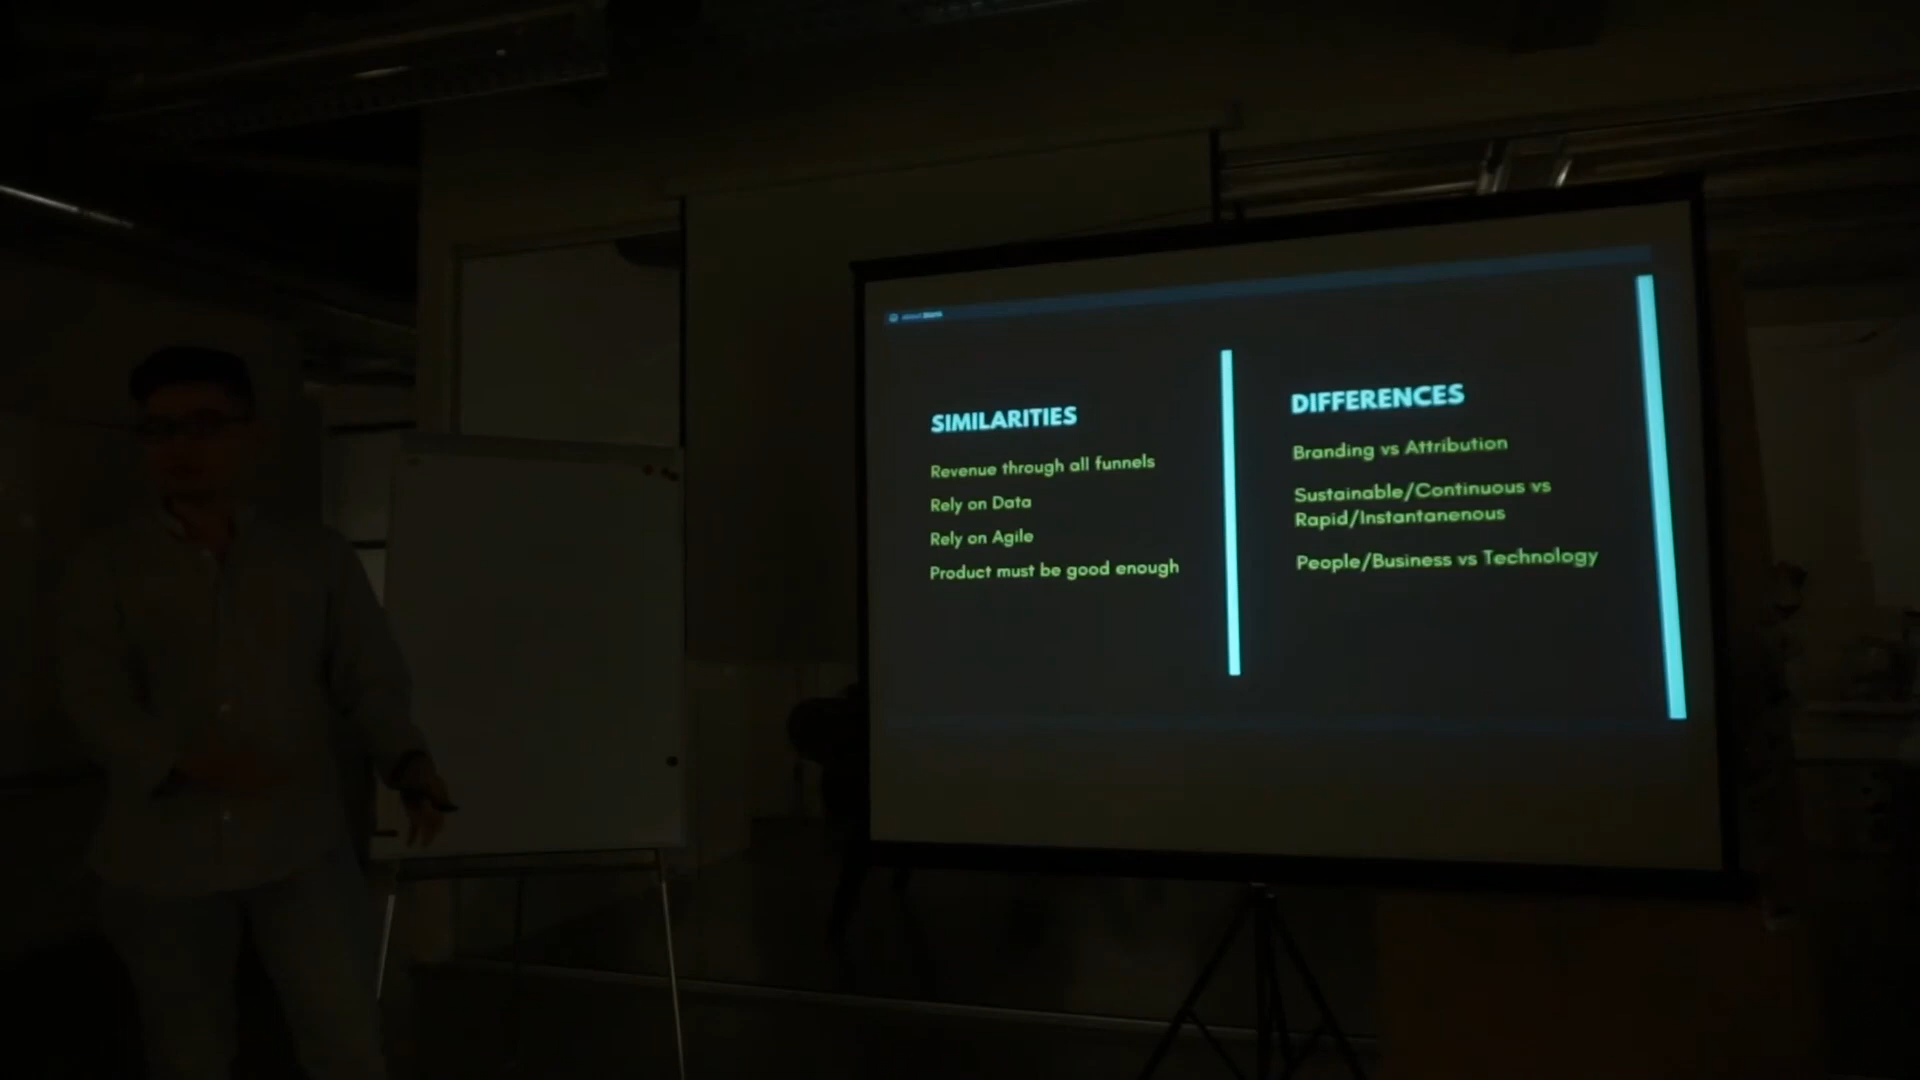 SIMILARITIES
Revenue through all funnels
Rely on Data
Rely on Agile
Product must be good enough
DIFFERENCES
Branding vs Attribution
Sustainable/Continuous vs
Rapid/Instantanenous
People/Business vs Technology